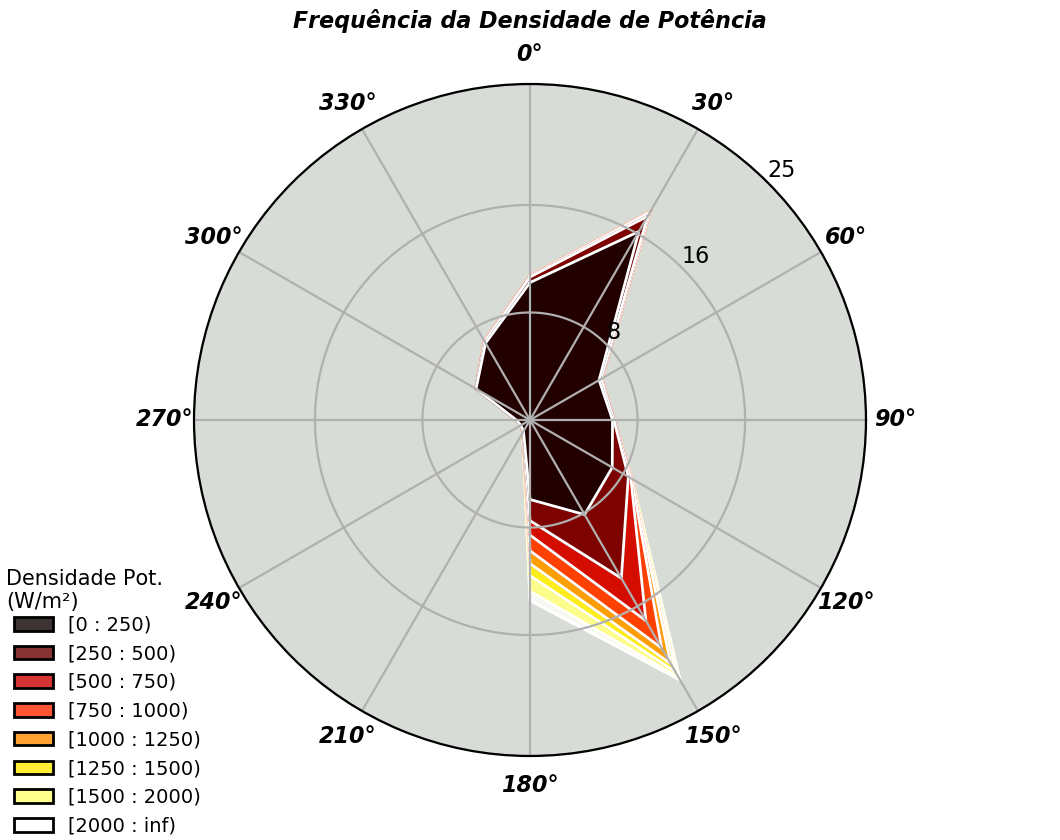 Frequência da Densidade de Potência
0°
330°
30°
25
300°
60°
16
8
270°
90°
240°
120°
210°
150°
180°
Densidade Pot.
(W/m²)
[0 : 250)
[250 : 500)
[500 : 750)
[750 : 1000)
[1000 : 1250)
[1250 : 1500)
[1500 : 2000)
[2000 : inf)